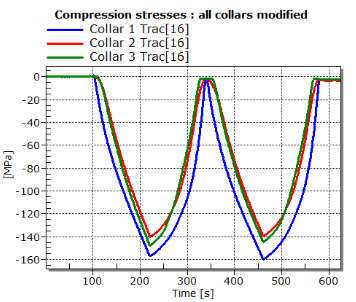 Compression stresses : all collars modified
Collar 1 Trac[16]
Collar 2 Trac[16]
Collar 3 Trac[16]
0
-20
-40
-60
-80
-100
-120
-140
-160
[MPa]
100 200 300 400 500 600
Time [s]